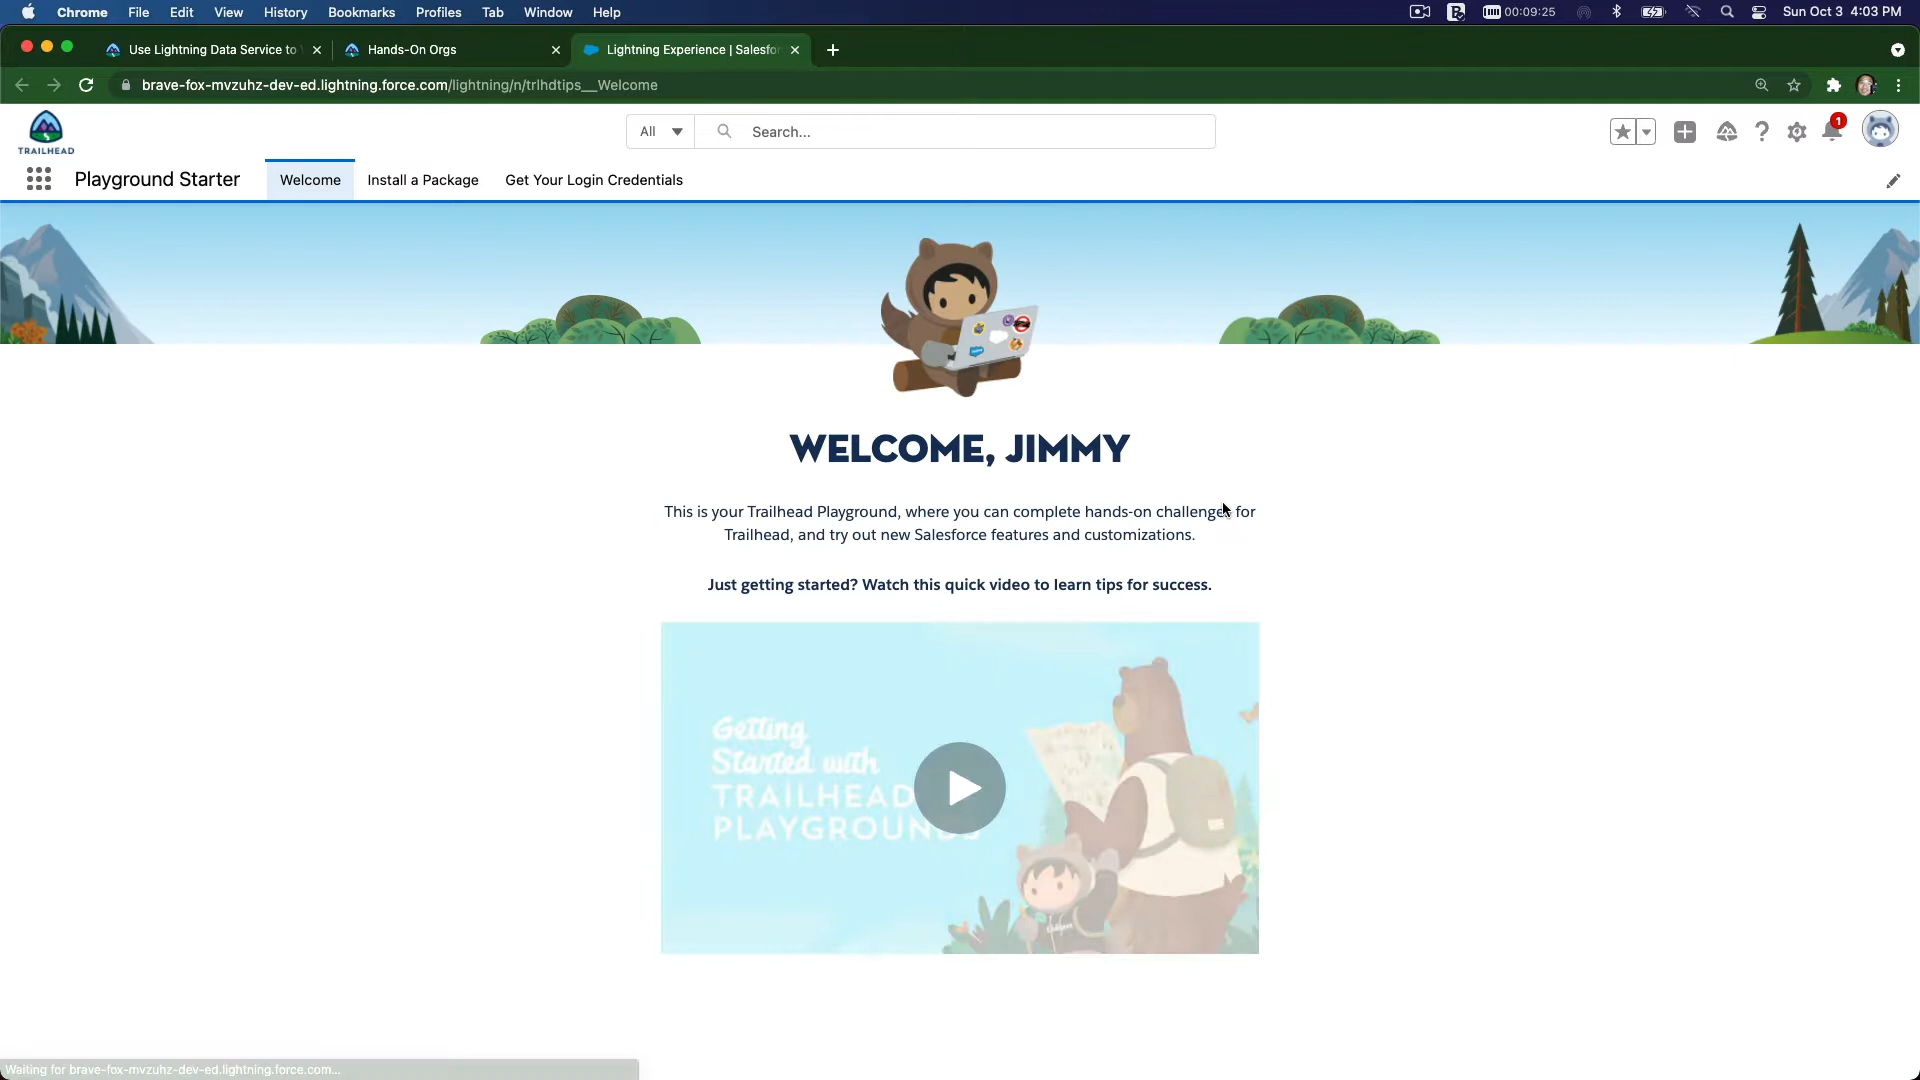 Chrome File Edit View History Bookmarks Profiles Tab Window Help 00:09:25 Sun Oct 3 4:03 PM
Use Lightning Data Service to Hands-On Orgs Lightning Experience | Salesfor
brave-fox-mvzuhz-dev-ed.lightning.force.com/lightning/n/trlhdtips__Welcome
TRAILHEAD
All Search... 1
Playground Starter Welcome Install a Package Get Your Login Credentials
WELCOME, JIMMY
This is your Trailhead Playground, where you can complete hands-on challenges for
Trailhead, and try out new Salesforce features and customizations.
Just getting started? Watch this quick video to learn tips for success.
Getting
Started with
TRAILHEAD
PLAYGROUNDS
Waiting for brave-fox-mvzuhz-dev-ed.lightning.force.com...